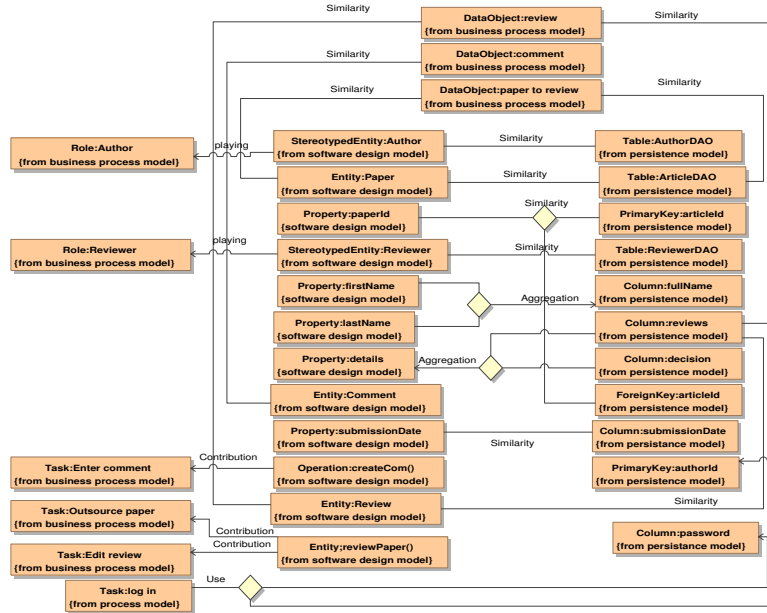 Similarity
DataObject:review
{from business process model}
Similarity
Similarity
DataObject:comment
{from business process model}
Similarity
DataObject:paper to review
{from business process model}
Similarity
Role:Author
{from business process model}
playing
StereotypedEntity:Author
{from software design model}
Similarity
Table:AuthorDAO
{from persistence model}
Entity:Paper
{from software design model}
Similarity
Table:ArticleDAO
{from persistence model}
Property:paperId
{software design model}
Similarity
PrimaryKey:articleId
{from persistence model}
Role:Reviewer
{from business process model}
playing
StereotypedEntity:Reviewer
{from software design model}
Similarity
Table:ReviewerDAO
{from persistence model}
Property:firstName
{software design model}
Aggregation
Column:fullName
{from persistence model}
Property:lastName
{software design model}
Column:reviews
{from persistence model}
Property:details
{software design model}
Aggregation
Column:decision
{from persistence model}
Entity:Comment
{from software design model}
ForeignKey:articleId
{from persistence model}
Property:submissionDate
{from software design model}
Similarity
Column:submissionDate
{from persistance model}
Task:Enter comment
{from business process model}
Contribution
Operation:createCom()
{from software design model}
PrimaryKey:authorId
{from persistence model}
Task:Outsource paper
{from business process model}
Entity:Review
{from software design model}
Similarity
Contribution
Task:Edit review
{from business process model}
Contribution
Entity;reviewPaper()
{from software design model}
Column:password
{from persistance model}
Task:log in
{from process model}
Use